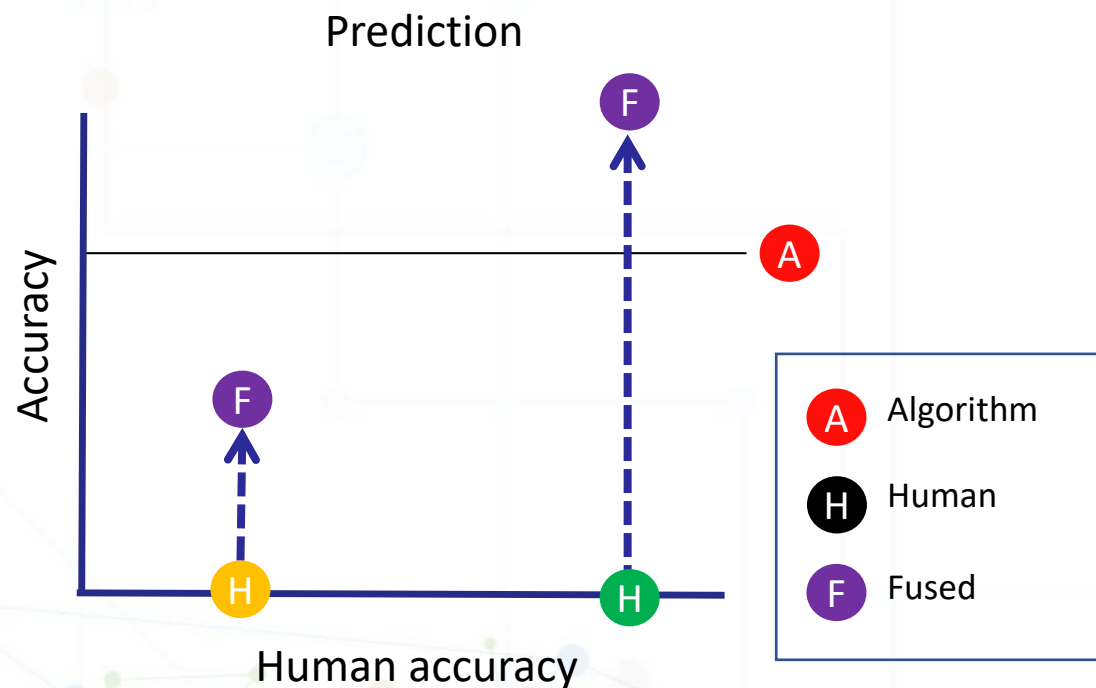 Prediction
F
A
Accuracy
F
A Algorithm
H Human
F Fused
H
H
Human accuracy